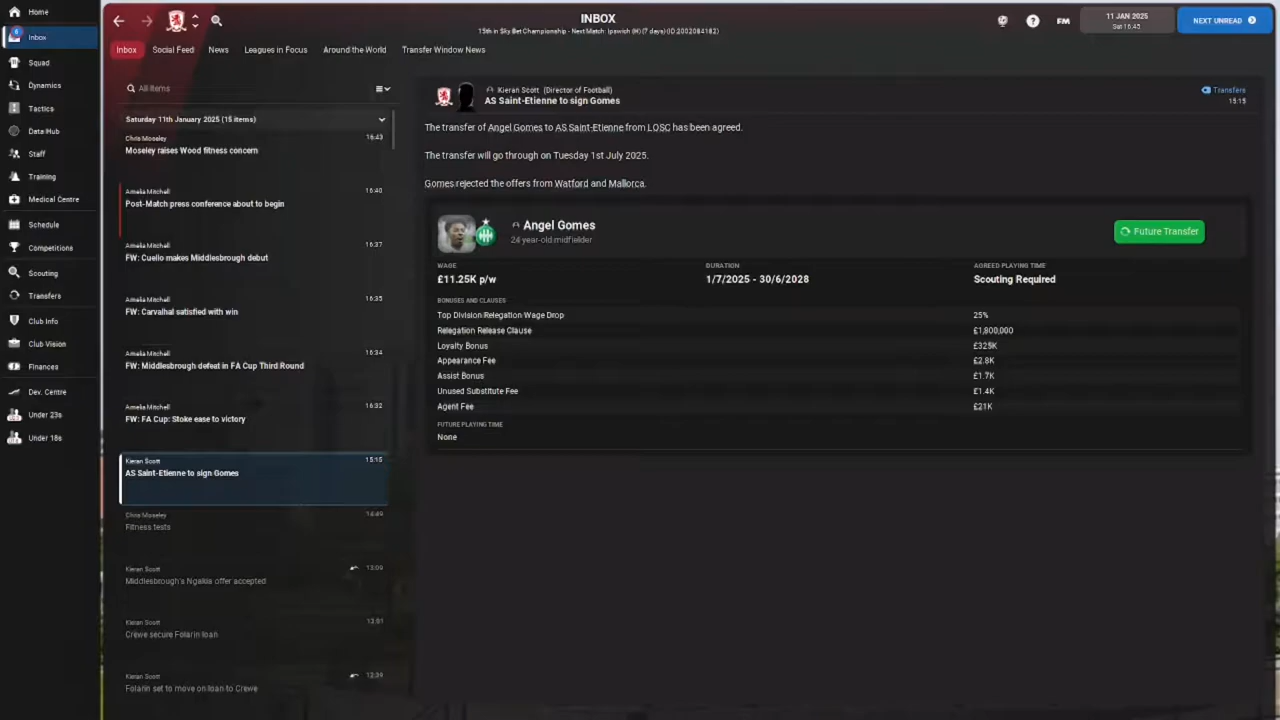 Home
Inbox
Squad
Dynamics
Tactics
Data Hub
Staff
Training
Medical Centre
Schedule
Competitions
Scouting
Transfers
Club Info
Club Vision
Finances
Dev. Centre
Under 23s
Under 18s
INBOX
15th in Sky Bet Championship - Next Match: Ipswich (H) (7 days) (ID:2002084182)
FM
11 JAN 2025
Sat 16:45
NEXT UNREAD
Inbox
Social Feed
News
Leagues in Focus
Around the World
Transfer Window News
All Items
Saturday 11th January 2025 (15 items)
Chris Moseley
16:43
Moseley raises Wood fitness concern
Amelia Mitchell
16:40
Post-Match press conference about to begin
Amelia Mitchell
16:37
FW: Cuello makes Middlesbrough debut
Amelia Mitchell
16:35
FW: Carvalhal satisfied with win
Amelia Mitchell
16:34
FW: Middlesbrough defeat in FA Cup Third Round
Amelia Mitchell
16:32
FW: FA Cup: Stoke ease to victory
Kieran Scott
15:15
AS Saint-Etienne to sign Gomes
Chris Moseley
14:49
Fitness tests
Kieran Scott
13:09
Middlesbrough's Ngakia offer accepted
Kieran Scott
13:01
Crewe secure Folarin loan
Kieran Scott
Folarin set to move on loan to Crewe
Kieran Scott (Director of Football)
AS Saint-Etienne to sign Gomes
Transfers
15:15
The transfer of Angel Gomes to AS Saint-Etienne from LOSC has been agreed.
The transfer will go through on Tuesday 1st July 2025.
Gomes rejected the offers from Watford and Mallorca.
Angel Gomes
24 year-old midfielder
Future Transfer
WAGE
£11.25K p/w
DURATION
1/7/2025 - 30/6/2028
AGREED PLAYING TIME
Scouting Required
BONUSES AND CLAUSES
Top Division Relegation Wage Drop 25%
Relegation Release Clause £1,800,000
Loyalty Bonus £325K
Appearance Fee £2.8K
Assist Bonus £1.7K
Unused Substitute Fee £1.4K
Agent Fee £21K
FUTURE PLAYING TIME
None